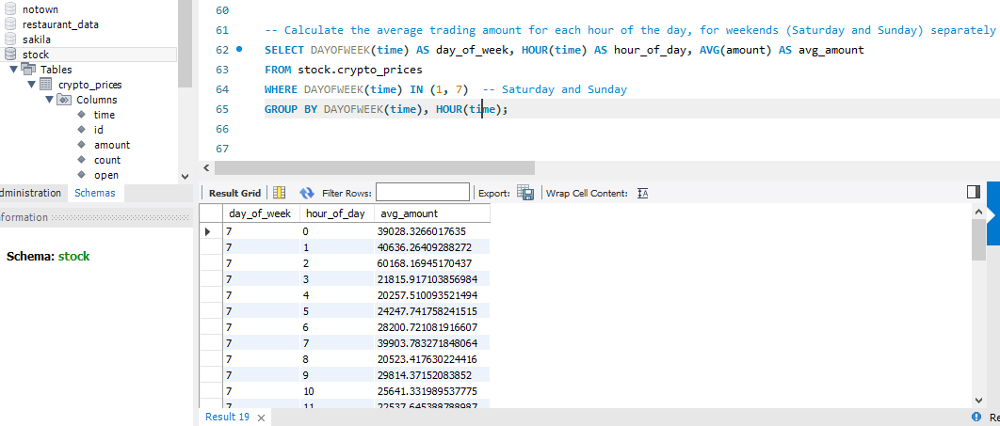 notown
restaurant_data
sakila
stock
Tables
crypto_prices
Columns
time
id
amount
count
open
dministration Schemas
formation
Schema: stock
60
61 -- Calculate the average trading amount for each hour of the day, for weekends (Saturday and Sunday) separately
62 SELECT DAYOFWEEK(time) AS day_of_week, HOUR(time) AS hour_of_day, AVG(amount) AS avg_amount
63 FROM stock.crypto_prices
64 WHERE DAYOFWEEK(time) IN (1, 7)  -- Saturday and Sunday
65 GROUP BY DAYOFWEEK(time), HOUR(time);
66
67
Result Grid Filter Rows: Export: Wrap Cell Content:
day_of_week hour_of_day avg_amount
7 0 39028.3266017635
7 1 40636.26409288272
7 2 60168.16945170437
7 3 21815.917103856984
7 4 20257.510093521494
7 5 24247.741758241515
7 6 28200.721081916607
7 7 39903.783271848064
7 8 20523.417630224416
7 9 29814.37152083852
7 10 25641.331989537775
7 11 22537.645388788987
Result 19 Re